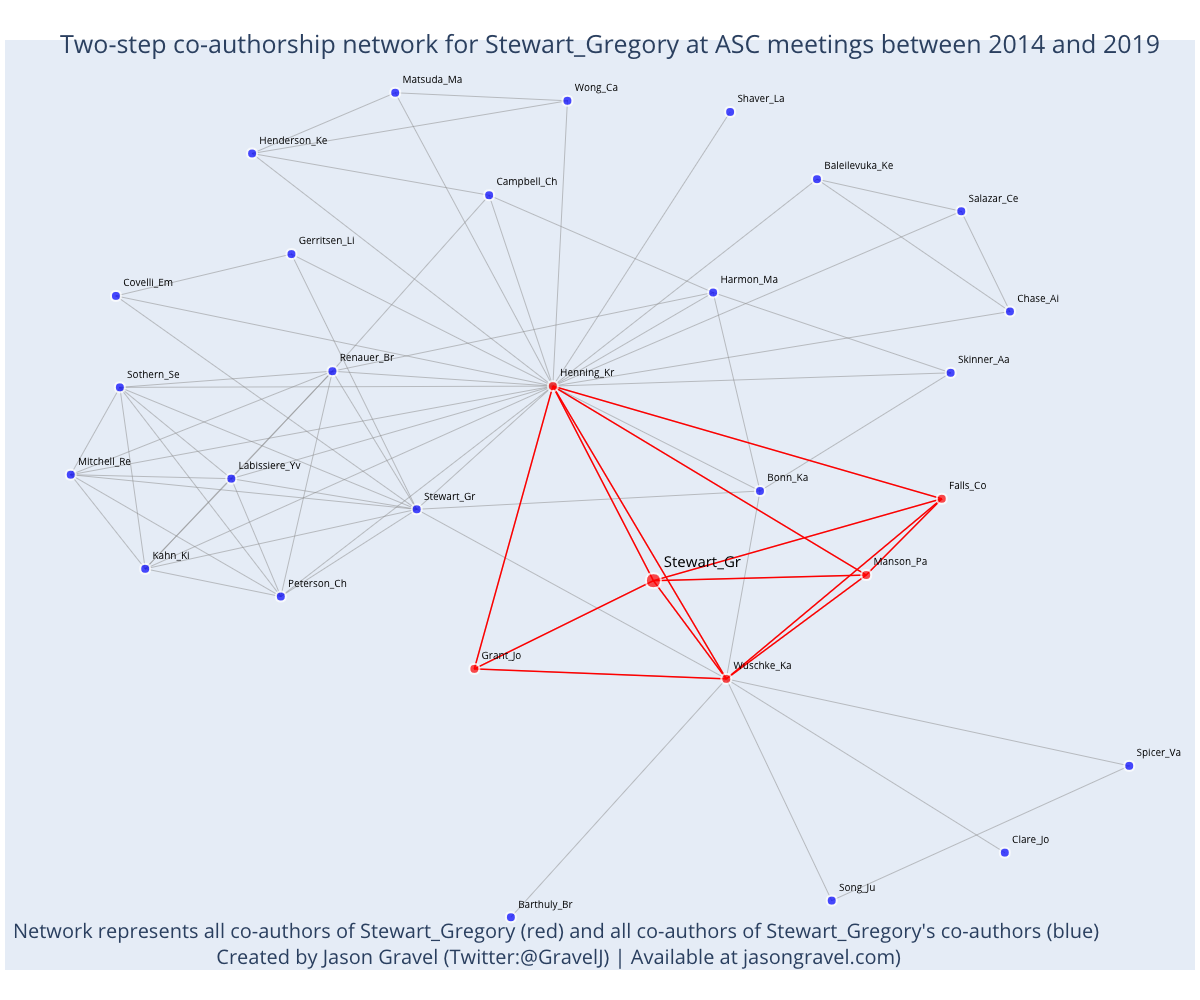 Two-step co-authorship network for Stewart_Gregory at ASC meetings between 2014 and 2019
Matsuda_Ma
Wong_Ca
Shaver_La
Henderson_Ke
Baleilevuka_Ke
Campbell_Ch
Salazar_Ce
Gerritsen_Li
Covelli_Em
Harmon_Ma
Chase_Ai
Renauer_Br
Skinner_Aa
Sothern_Se
Henning_Kr
Mitchell_Re
Labissiere_Yv
Bonn_Ka
Falls_Co
Stewart_Gr
Kahn_Ki
Stewart_Gr
Manson_Pa
Peterson_Ch
Grant_Jo
Wuschke_Ka
Spicer_Va
Clare_Jo
Song_Ju
Barthuly_Br
Network represents all co-authors of Stewart_Gregory (red) and all co-authors of Stewart_Gregory's co-authors (blue)
Created by Jason Gravel (Twitter:@GravelJ) | Available at jasongravel.com)